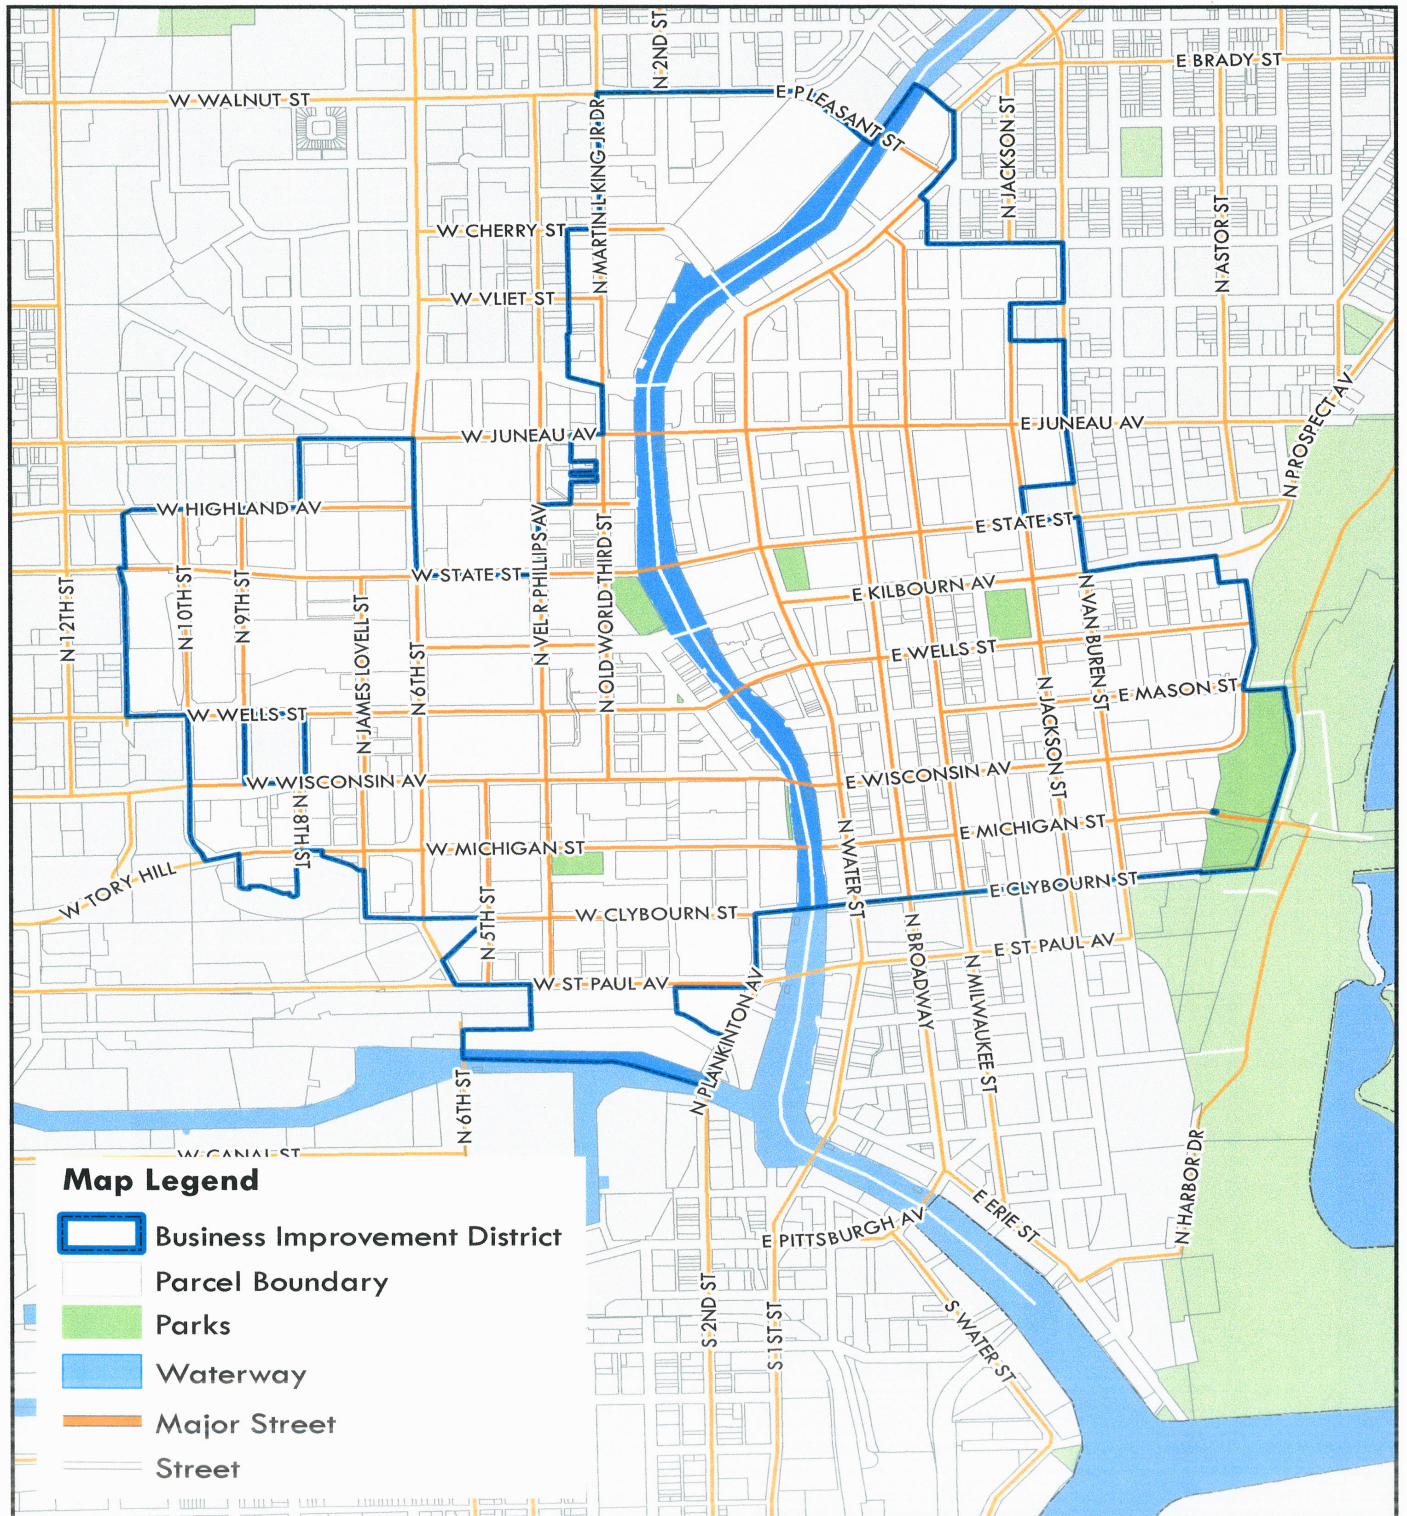 N 2ND ST
E BRADY ST
W WALNUT ST
E PLEASANT ST
N MARTIN L KING JR DR
N JACKSON ST
N ASTOR ST
W CHERRY ST
W VLIET ST
W JUNEAU AV
E JUNEAU AV
N PROSPECT AV
W HIGHLAND AV
E STATE ST
W STATE ST
N VEL R PHILLIPS AV
N OLD WORLD THIRD ST
N 12TH ST
N 10TH ST
N 9TH ST
N JAMES LOVELL ST
N 6TH ST
E KILBOURN AV
N VAN BUREN ST
E WELLS ST
N JACKSON ST
E MASON ST
W WELLS ST
W WISCONSIN AV
E WISCONSIN AV
N 8TH ST
N WATER ST
E MICHIGAN ST
W MICHIGAN ST
W TORY HILL
E CLYBOURN ST
W CLYBOURN ST
N 5TH ST
N BROADWAY
E ST PAUL AV
W ST PAUL AV
N MILWAUKEE ST
N PLANKINTON AV
N 6TH ST
N HARBOR DR
W CANAL ST
E ERIE ST
E PITTSBURGH AV
S 2ND ST
S 1ST ST
S WATER ST
Map Legend
Business Improvement District
Parcel Boundary
Parks
Waterway
Major Street
Street